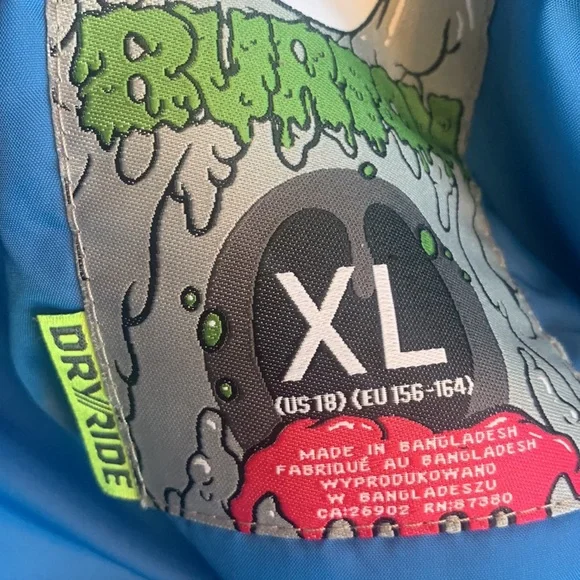 BURTON
XL
(US 18) (EU 156-164)
DRY//RIDE
MADE IN BANGLADESH
FABRIQUÉ AU BANGLADESH
WYPRODUKOWANO
W BANGLADESZU
CA:26902 RN:87380